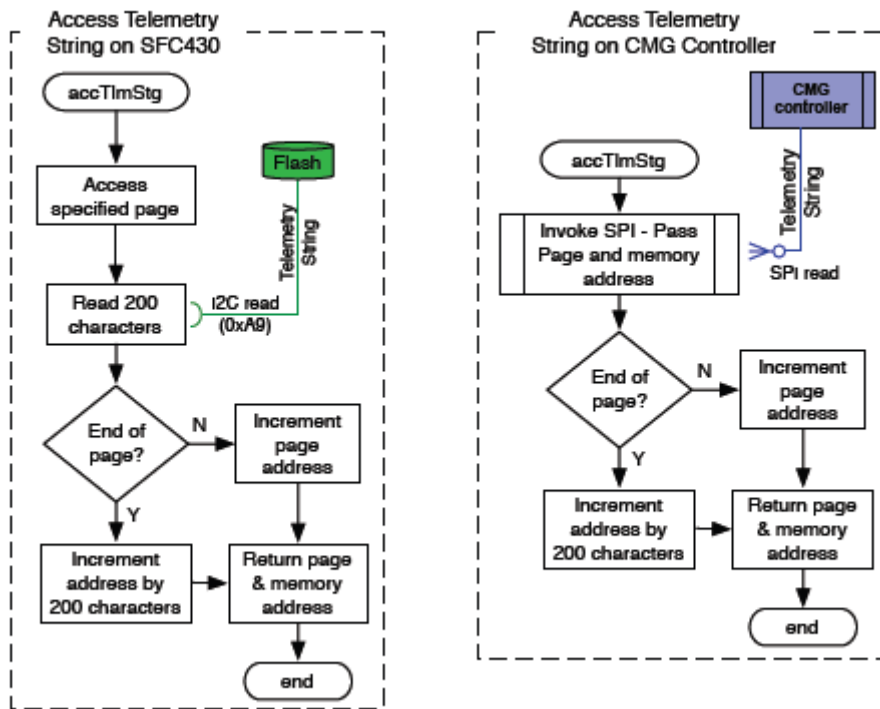 Access Telemetry
String on SFC430
accTlmStg
Access
specified page
Flash
Telemetry
String
Read 200
characters
I2C read
(0xA9)
End of
page?
N
Y
Increment
page
address
Increment
address by
200 characters
Return page
& memory
address
end
Access Telemetry
String on CMG Controller
CMG
controller
accTlmStg
Telemetry
String
Invoke SPI - Pass
Page and memory
address
SPI read
End of
page?
N
Y
Increment
page
address
Increment
address by
200 characters
Return page
& memory
address
end